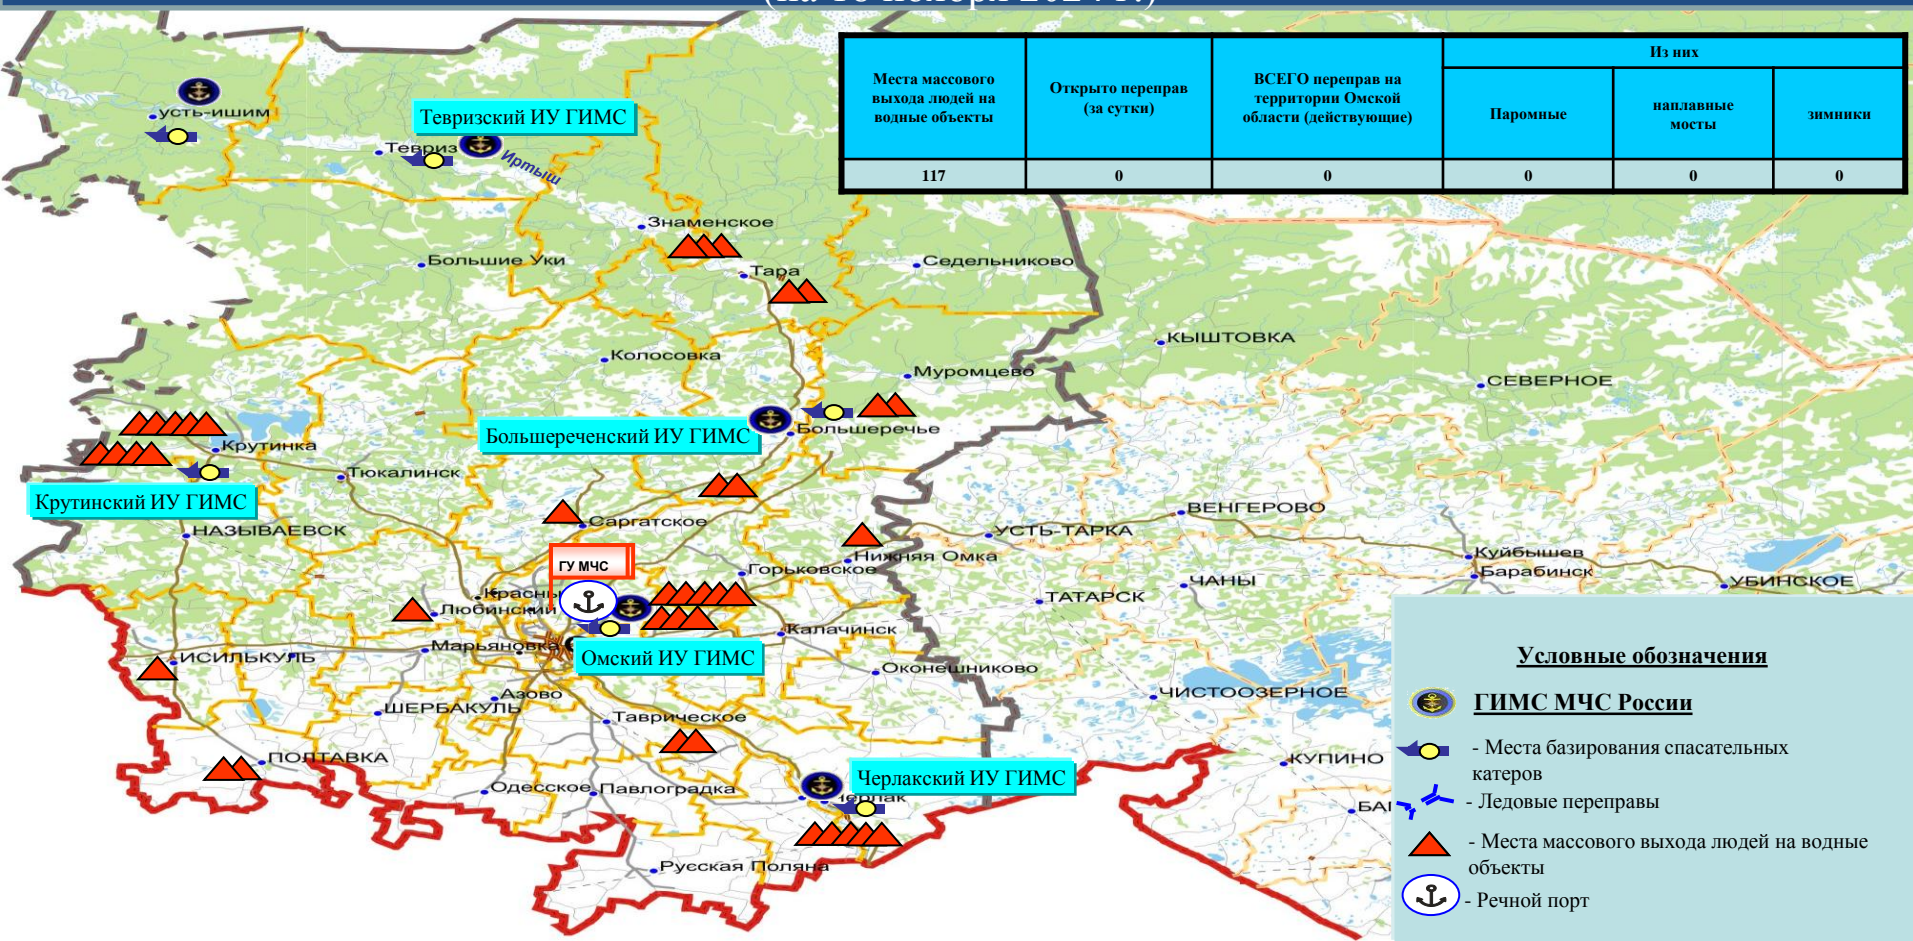 Места массового
выхода людей на
водные объекты
Открыто переправ
(за сутки)
ВСЕГО переправ на
территории Омской
области (действующие)
Из них
Паромные
наплавные
мосты
зимники
117
0
0
0
0
0
усть-ишим
Тевризский ИУ ГИМС
Тевриз
Иртыш
Знаменское
Большие Уки
Тара
Седельниково
КЫШТОВКА
Колосовка
Муромцево
СЕВЕРНОЕ
Большереченский ИУ ГИМС
Большеречье
Крутинка
Тюкалинск
Крутинский ИУ ГИМС
НАЗЫВАЕВСК
Саргатское
ВЕНГЕРОВО
УСТЬ-ТАРКА
Нижняя Омка
Куйбышев
ГУ МЧС
Горьковское
Барабинск
ЧАНЫ
УБИНСКОЕ
Красны
Любинский
ТАТАРСК
Калачинск
Марьяновка
Омский ИУ ГИМС
ИСИЛЬКУЛЬ
Оконешниково
Азово
ЧИСТООЗЕРНОЕ
ШЕРБАКУЛЬ
Таврическое
ПОЛТАВКА
КУПИНО
Черлакский ИУ ГИМС
Одесское
Павлоградка
Русская Поляна
Условные обозначения
ГИМС МЧС России
- Места базирования спасательных
катеров
- Ледовые переправы
- Места массового выхода людей на водные
объекты
- Речной порт